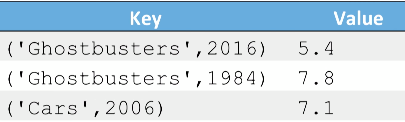 Key Value
('Ghostbusters',2016) 5.4
('Ghostbusters',1984) 7.8
('Cars',2006) 7.1